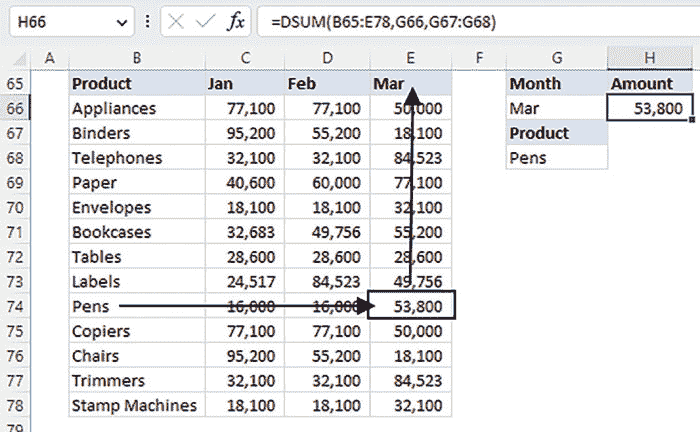 H66 fx =DSUM(B65:E78,G66,G67:G68)
A B C D E F G H
65 Product Jan Feb Mar Month Amount
66 Appliances 77,100 77,100 50,000 Mar 53,800
67 Binders 95,200 55,200 18,100 Product
68 Telephones 32,100 32,100 84,523 Pens
69 Paper 40,600 60,000 77,100
70 Envelopes 18,100 18,100 32,100
71 Bookcases 32,683 49,756 55,200
72 Tables 28,600 28,600 28,600
73 Labels 24,517 84,523 49,756
74 Pens 16,000 16,000 53,800
75 Copiers 77,100 77,100 50,000
76 Chairs 95,200 55,200 18,100
77 Trimmers 32,100 32,100 84,523
78 Stamp Machines 18,100 18,100 32,100
79